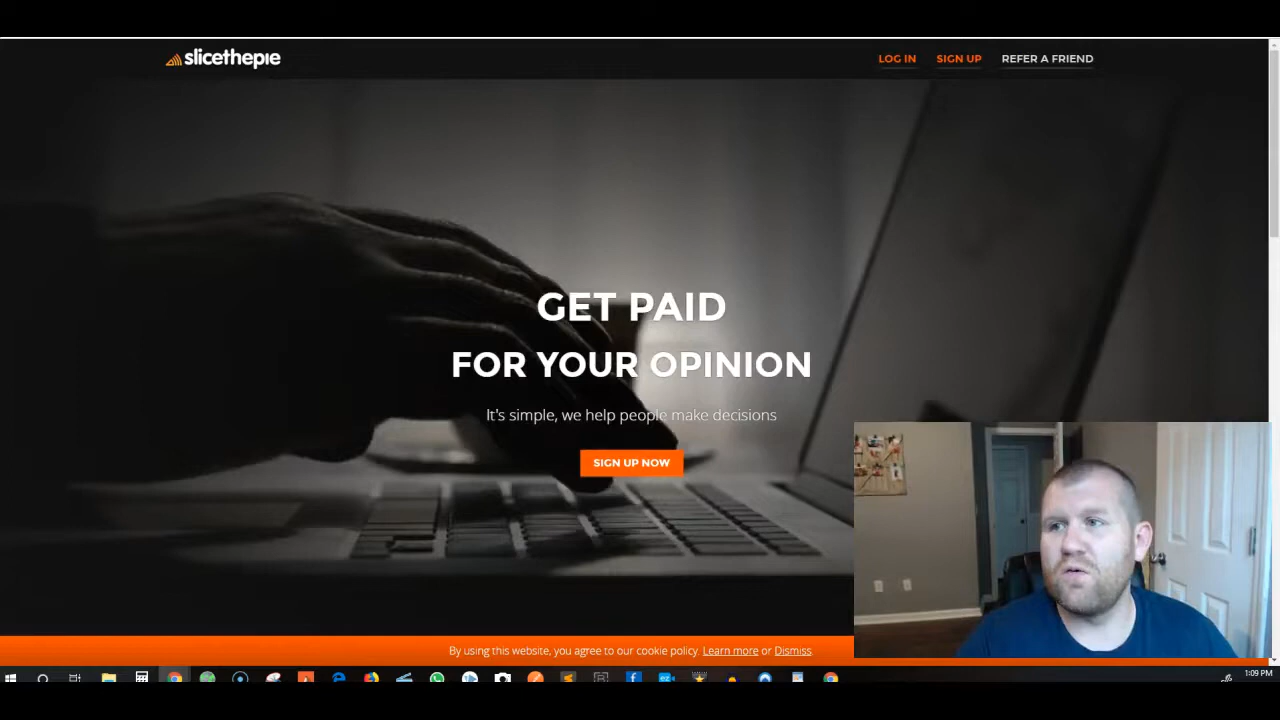 slicethepie
LOG IN
SIGN UP
REFER A FRIEND
GET PAID
FOR YOUR OPINION
It's simple, we help people make decisions
SIGN UP NOW
By using this website, you agree to our cookie policy. Learn more or Dismiss
1:09 PM